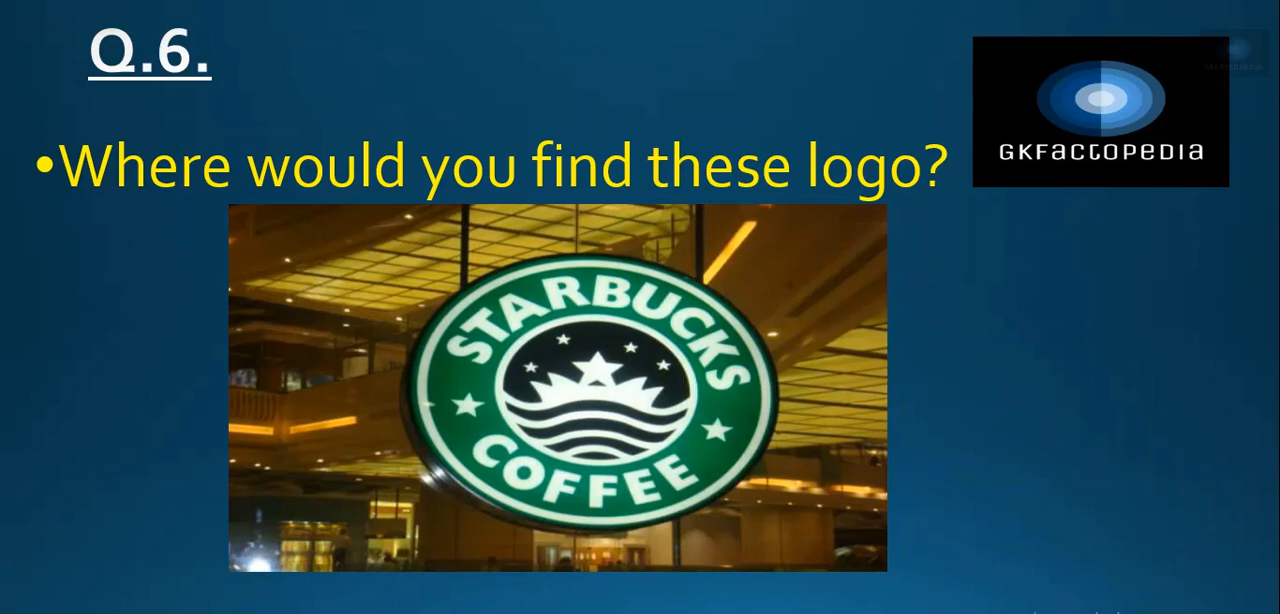 Q.6.
•Where would you find these logo?
GKFACTOPEDIA
STARBUCKS
COFFEE